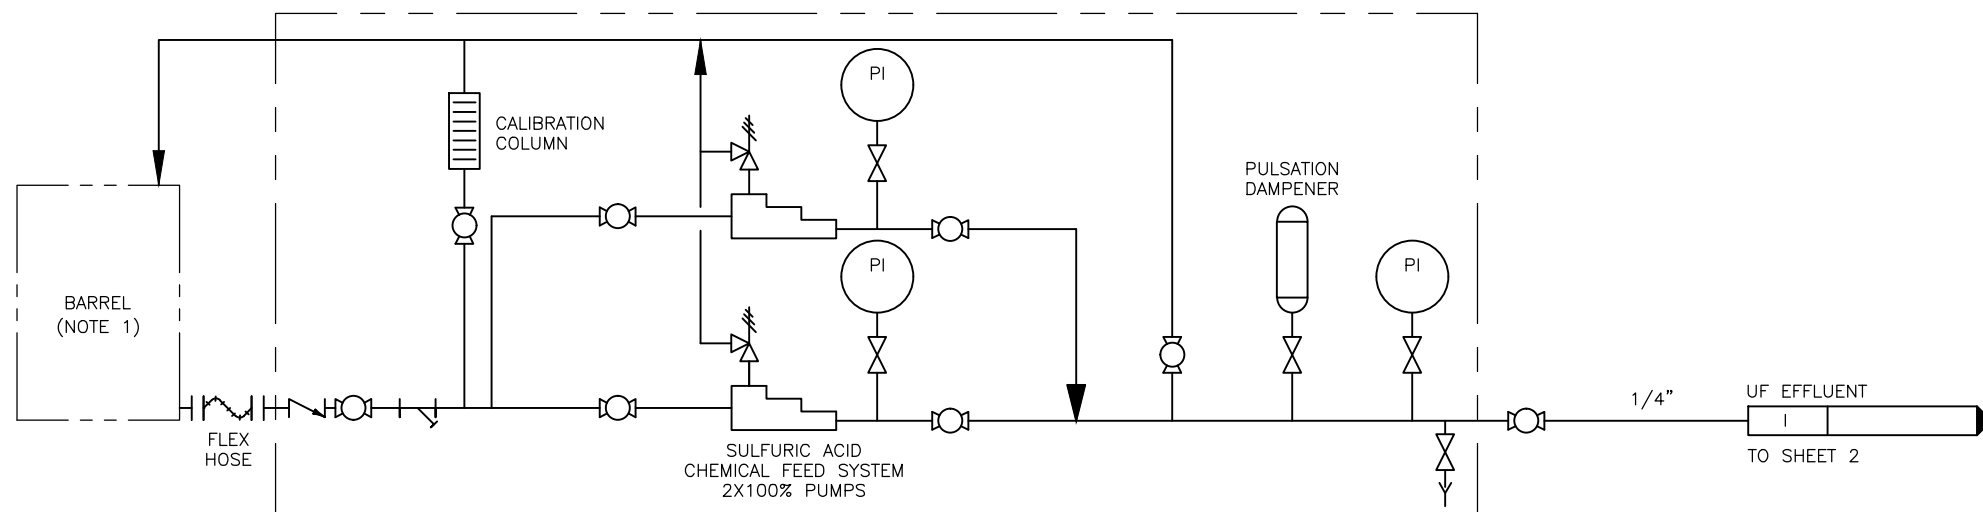 PI
CALIBRATION
COLUMN
PULSATION
DAMPENER
PI
PI
BARREL
(NOTE 1)
1/4"
UF EFFLUENT
I
TO SHEET 2
FLEX
HOSE
SULFURIC ACID
CHEMICAL FEED SYSTEM
2X100% PUMPS